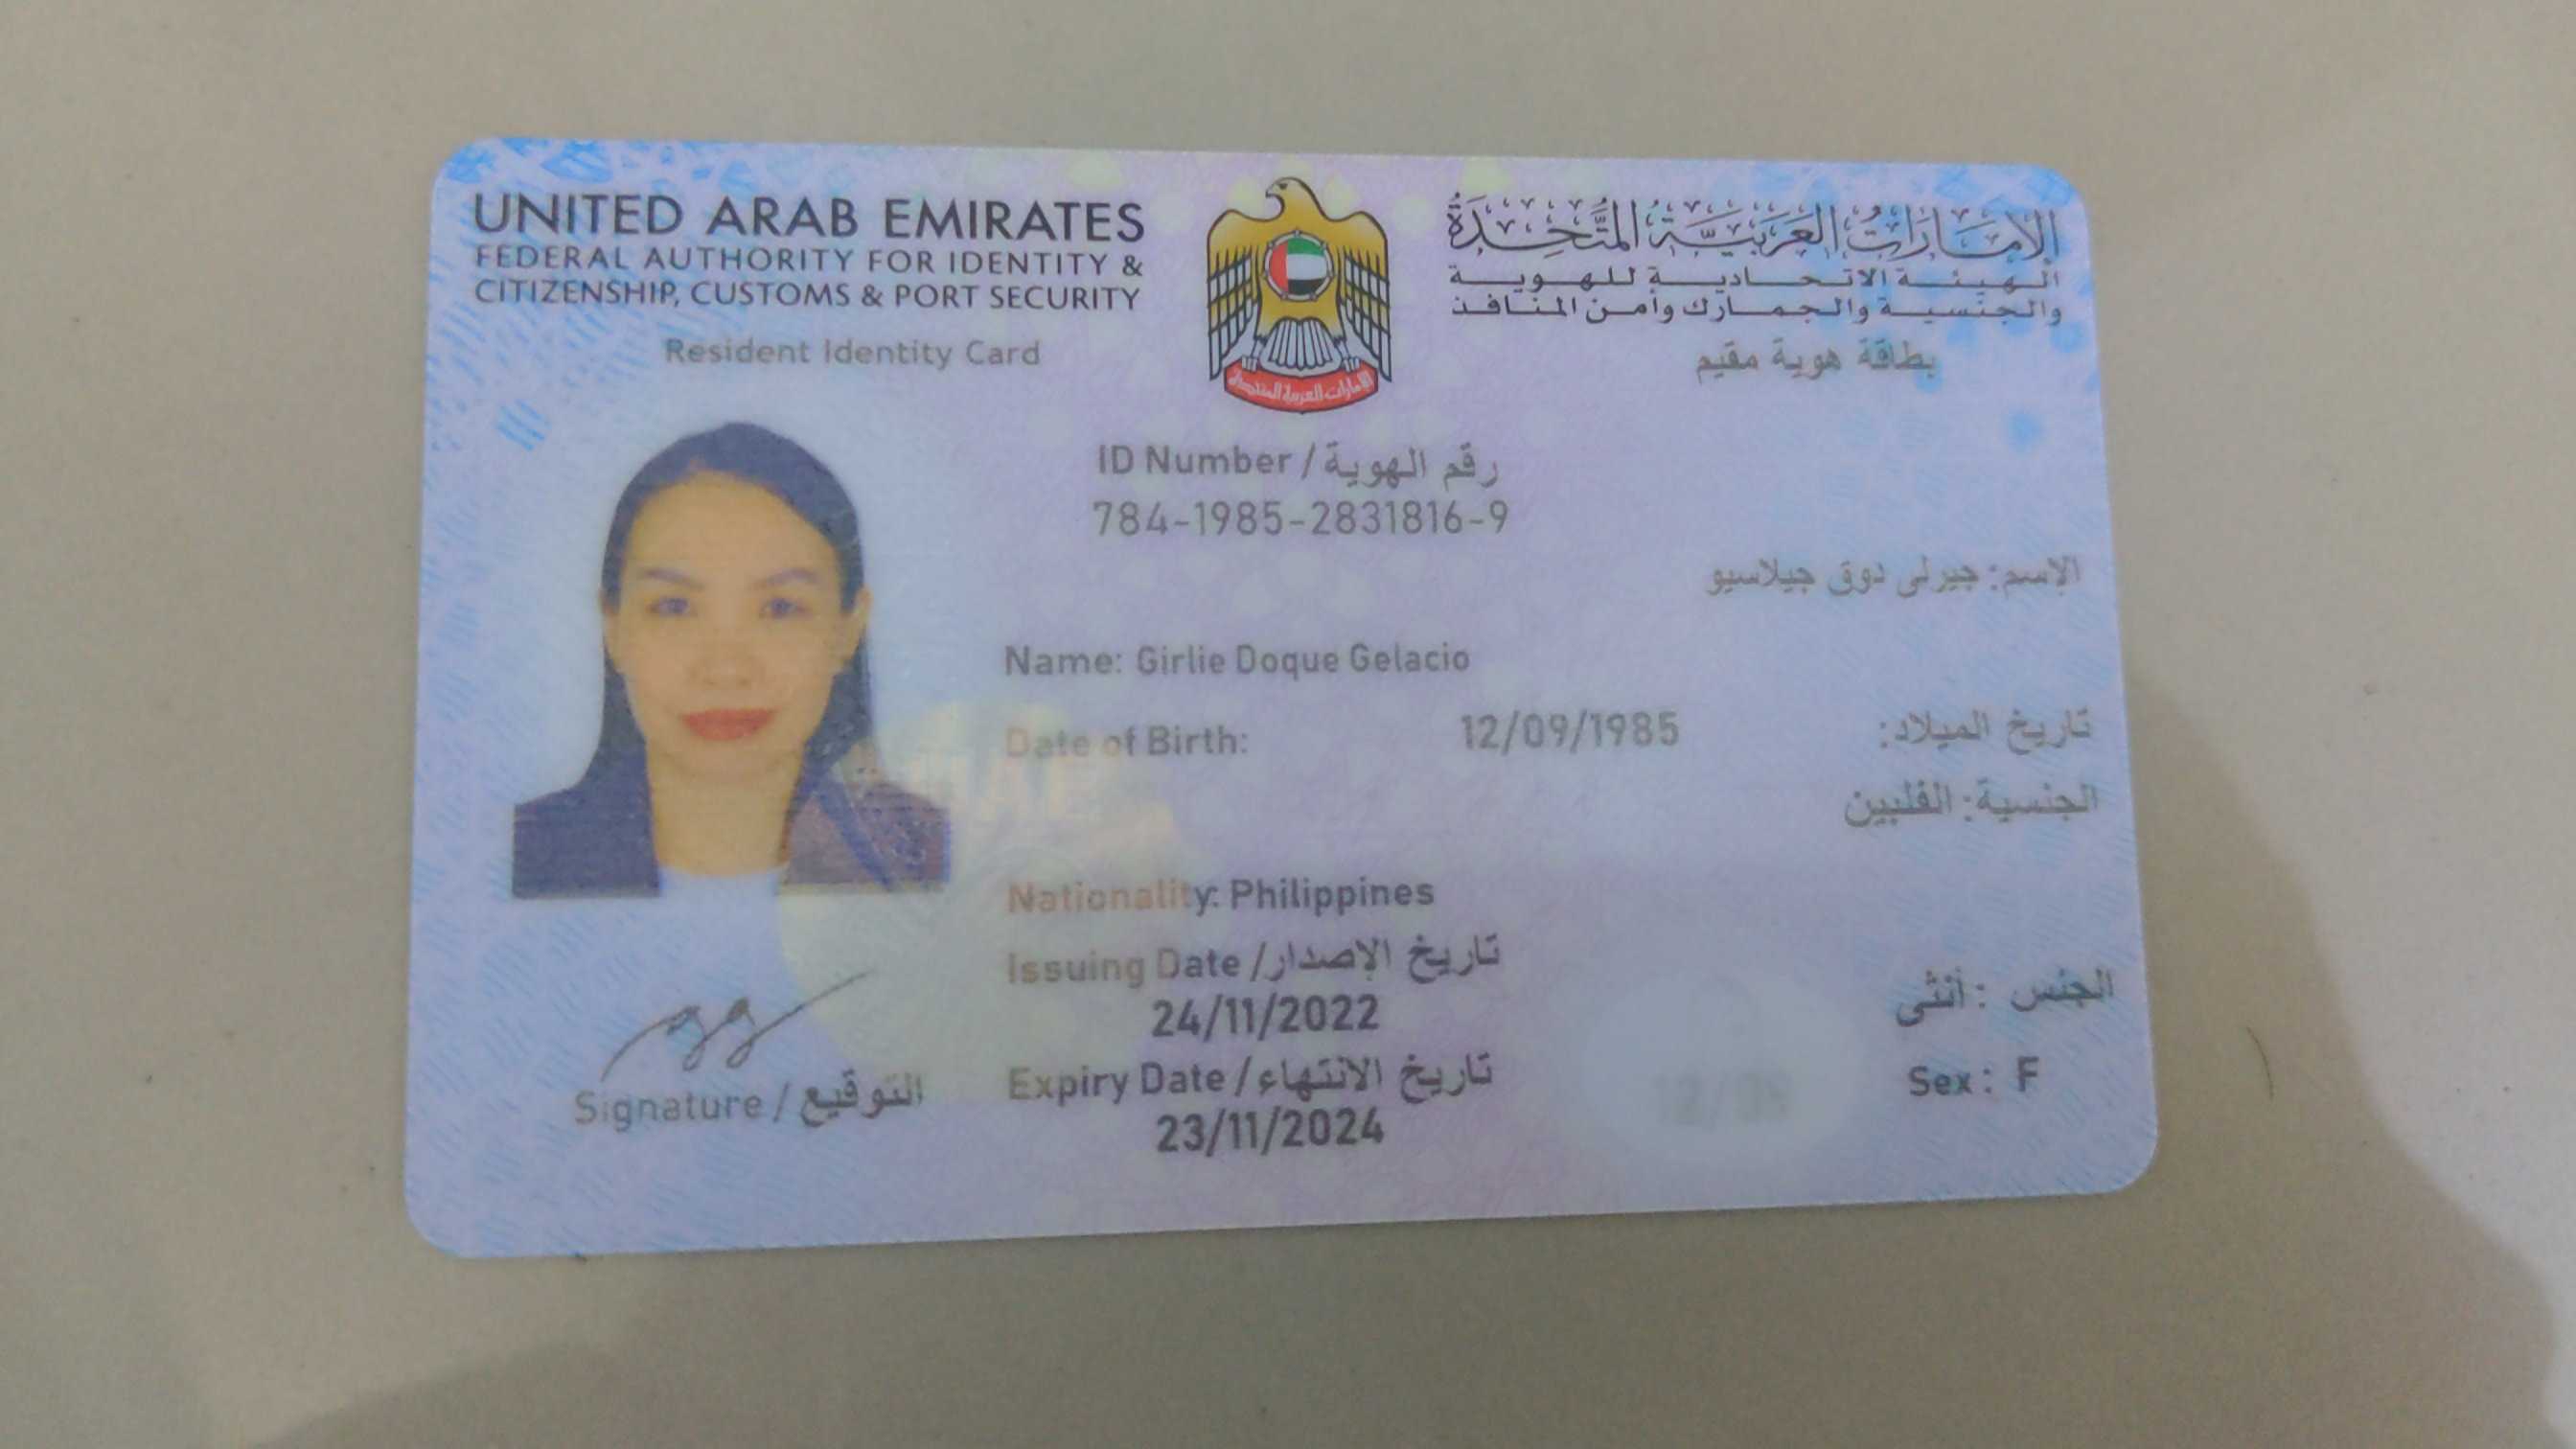 UNITED ARAB EMIRATES
FEDERAL AUTHORITY FOR IDENTITY &
CITIZENSHIP, CUSTOMS & PORT SECURITY
الإمارات العربية المتحدة
الهيئة الاتحادية للهوية
والجنسية والجمارك وأمن المنافذ
Resident Identity Card
بطاقة هوية مقيم
ID Number / رقم الهوية
784-1985-2831816-9
الإسم: جيرلى دوق جيلاسيو
Name: Girlie Doque Gelacio
Date of Birth: 12/09/1985 تاريخ الميلاد:
Nationality: Philippines الجنسية: الفلبين
Issuing Date / تاريخ الإصدار
24/11/2022
Expiry Date / تاريخ الانتهاء
23/11/2024
الجنس: أنثى
Sex: F
Signature / التوقيع